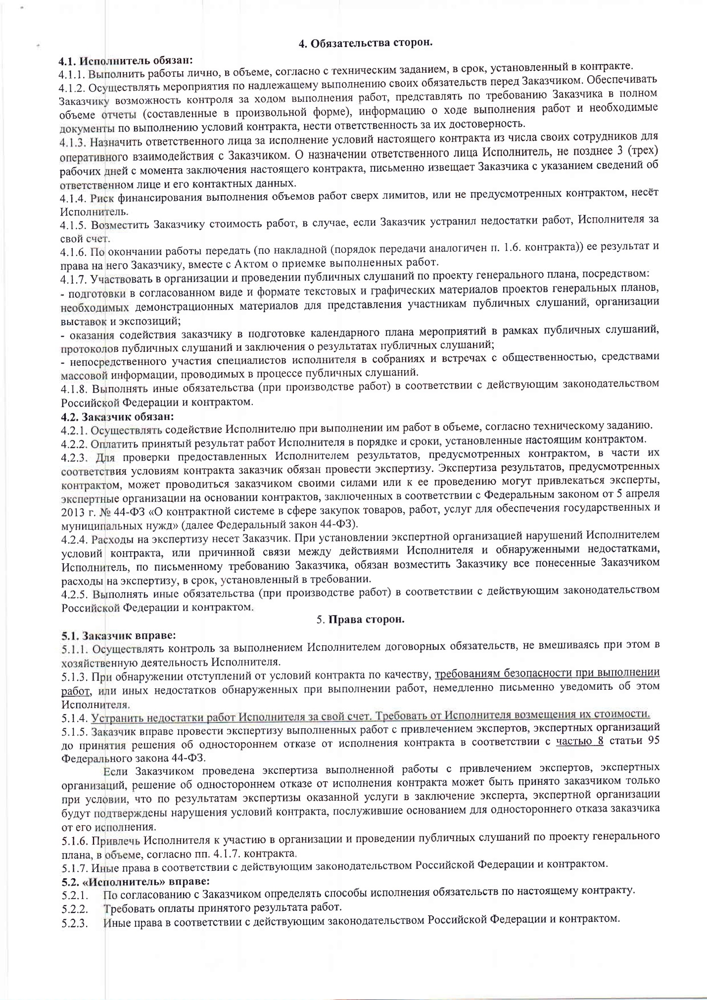 4. Обязательства сторон.
4.1. Исполнитель обязан:
4.1.1. Выполнить работы лично, в объеме, согласно с техническим заданием, в срок, установленный в контракте.
4.1.2. Осуществлять мероприятия по надлежащему выполнению своих обязательств перед Заказчиком. Обеспечивать
Заказчику возможность контроля за ходом выполнения работ, представлять по требованию Заказчика в полном
объеме отчеты (составленные в произвольной форме), информацию о ходе выполнения работ и необходимые
документы по выполнению условий контракта, нести ответственность за их достоверность.
4.1.3. Назначить ответственного лица за исполнение условий настоящего контракта из числа своих сотрудников для
оперативного взаимодействия с Заказчиком. О назначении ответственного лица Исполнитель, не позднее 3 (трех)
рабочих дней с момента заключения настоящего контракта, письменно извещает Заказчика с указанием сведений об
ответственном лице и его контактных данных.
4.1.4. Риск финансирования выполнения объемов работ сверх лимитов, или не предусмотренных контрактом, несёт
Исполнитель.
4.1.5. Возместить Заказчику стоимость работ, в случае, если Заказчик устранил недостатки работ, Исполнителя за
свой счет.
4.1.6. По окончании работы передать (по накладной (порядок передачи аналогичен п. 1.6. контракта)) ее результат и
права на него Заказчику, вместе с Актом о приемке выполненных работ.
4.1.7. Участвовать в организации и проведении публичных слушаний по проекту генерального плана, посредством:
- подготовки в согласованном виде и формате текстовых и графических материалов проектов генеральных планов,
необходимых демонстрационных материалов для представления участникам публичных слушаний, организации
выставок и экспозиций;
- оказания содействия заказчику в подготовке календарного плана мероприятий в рамках публичных слушаний,
протоколов публичных слушаний и заключения о результатах публичных слушаний;
- непосредственного участия специалистов исполнителя в собраниях и встречах с общественностью, средствами
массовой информации, проводимых в процессе публичных слушаний.
4.1.8. Выполнять иные обязательства (при производстве работ) в соответствии с действующим законодательством
Российской Федерации и контрактом.
4.2. Заказчик обязан:
4.2.1. Осуществлять содействие Исполнителю при выполнении им работ в объеме, согласно техническому заданию.
4.2.2. Оплатить принятый результат работ Исполнителя в порядке и сроки, установленные настоящим контрактом.
4.2.3. Для проверки предоставленных Исполнителем результатов, предусмотренных контрактом, в части их
соответствия условиям контракта заказчик обязан провести экспертизу. Экспертиза результатов, предусмотренных
контрактом, может проводиться заказчиком своими силами или к ее проведению могут привлекаться эксперты,
экспертные организации на основании контрактов, заключенных в соответствии с Федеральным законом от 5 апреля
2013 г. № 44-ФЗ «О контрактной системе в сфере закупок товаров, работ, услуг для обеспечения государственных и
муниципальных нужд» (далее Федеральный закон 44-ФЗ).
4.2.4. Расходы на экспертизу несет Заказчик. При установлении экспертной организацией нарушений Исполнителем
условий контракта, или причинной связи между действиями Исполнителя и обнаруженными недостатками,
Исполнитель, по письменному требованию Заказчика, обязан возместить Заказчику все понесенные Заказчиком
расходы на экспертизу, в срок, установленный в требовании.
4.2.5. Выполнять иные обязательства (при производстве работ) в соответствии с действующим законодательством
Российской Федерации и контрактом.
5. Права сторон.
5.1. Заказчик вправе:
5.1.1. Осуществлять контроль за выполнением Исполнителем договорных обязательств, не вмешиваясь при этом в
хозяйственную деятельность Исполнителя.
5.1.3. При обнаружении отступлений от условий контракта по качеству, требованиям безопасности при выполнении
работ, или иных недостатков обнаруженных при выполнении работ, немедленно письменно уведомить об этом
Исполнителя.
5.1.4. Устранить недостатки работ Исполнителя за свой счет. Требовать от Исполнителя возмещения их стоимости.
5.1.5. Заказчик вправе провести экспертизу выполненных работ с привлечением экспертов, экспертных организаций
до принятия решения об одностороннем отказе от исполнения контракта в соответствии с частью 8 статьи 95
Федерального закона 44-ФЗ.
Если Заказчиком проведена экспертиза выполненной работы с привлечением экспертов, экспертных
организаций, решение об одностороннем отказе от исполнения контракта может быть принято заказчиком только
при условии, что по результатам экспертизы оказанной услуги в заключение эксперта, экспертной организации
будут подтверждены нарушения условий контракта, послужившие основанием для одностороннего отказа заказчика
от его исполнения.
5.1.6. Привлечь Исполнителя к участию в организации и проведении публичных слушаний по проекту генерального
плана, в объеме, согласно пп. 4.1.7. контракта.
5.1.7. Иные права в соответствии с действующим законодательством Российской Федерации и контрактом.
5.2. «Исполнитель» вправе:
5.2.1. По согласованию с Заказчиком определять способы исполнения обязательств по настоящему контракту.
5.2.2. Требовать оплаты принятого результата работ.
5.2.3. Иные права в соответствии с действующим законодательством Российской Федерации и контрактом.